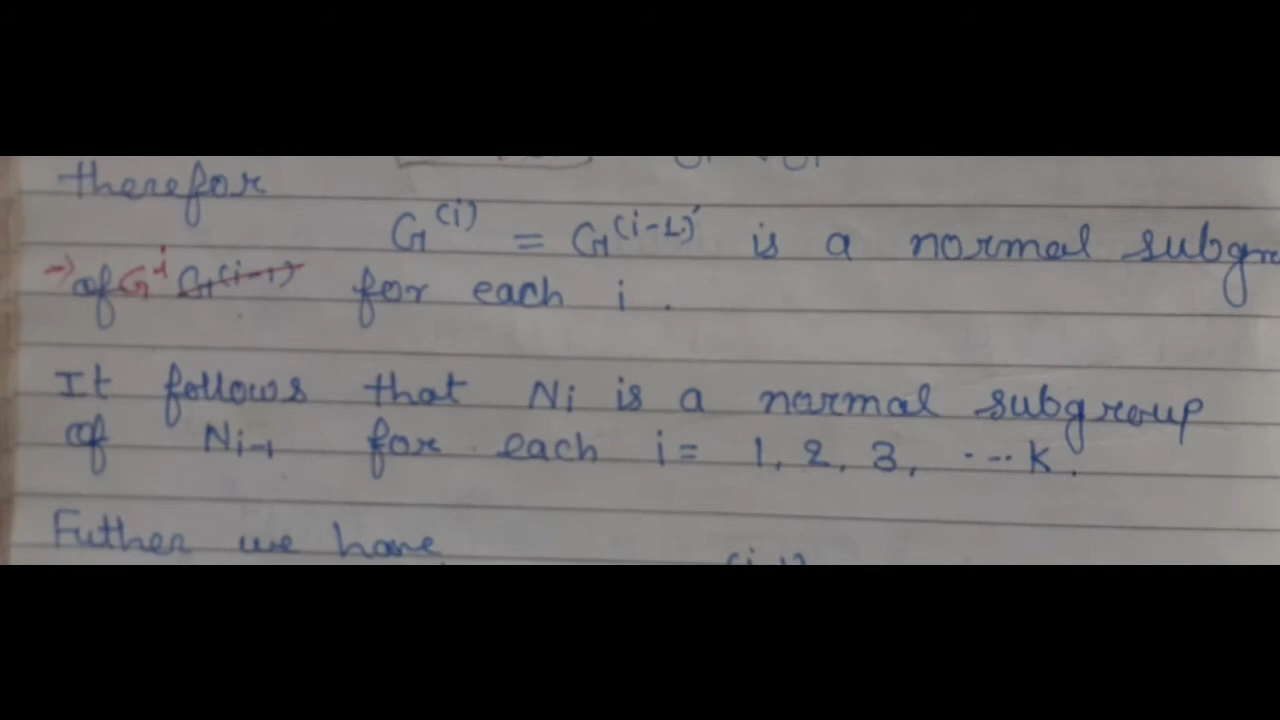 therefor
G(i) = G(i-1)' is a normal subgr
→ of Gi G(i-1) for each i.
It follows that Ni is a normal subgroup
of Ni-1 for each i = 1, 2, 3, ... K.
Futher we have